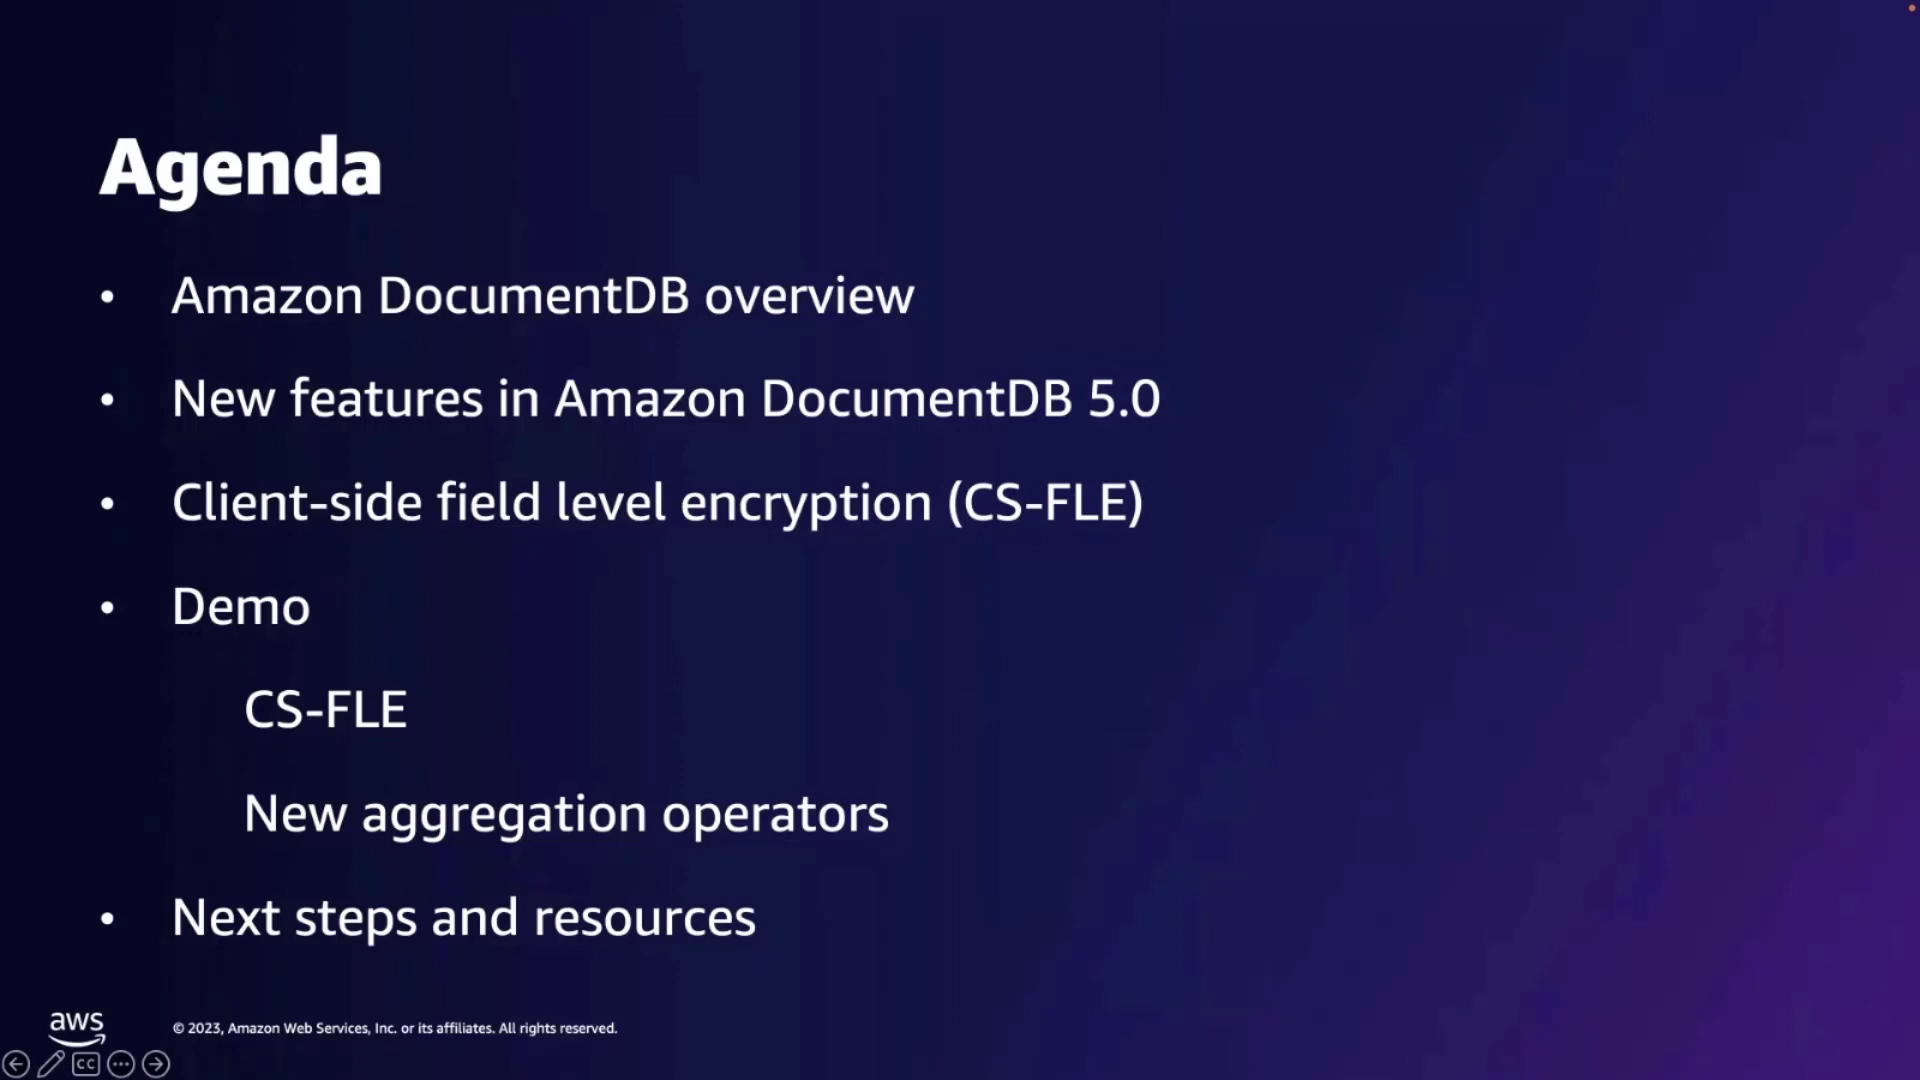 Agenda
• Amazon DocumentDB overview
• New features in Amazon DocumentDB 5.0
• Client-side field level encryption (CS-FLE)
• Demo
CS-FLE
New aggregation operators
• Next steps and resources
aws
© 2023, Amazon Web Services, Inc. or its affiliates. All rights reserved.
CC